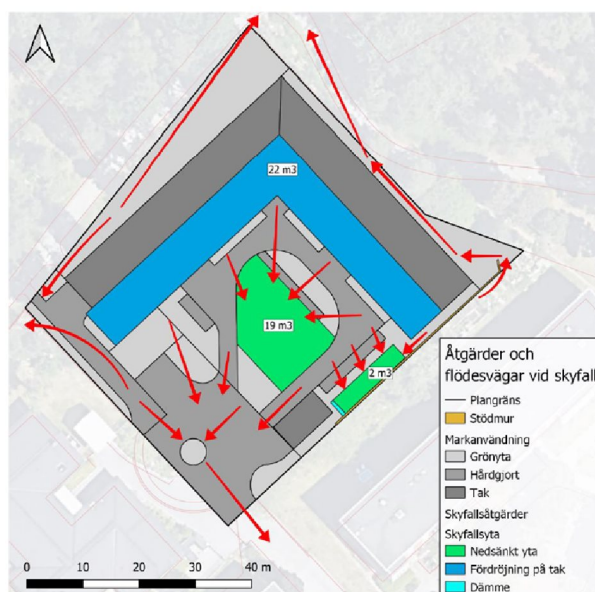 22 m3
19 m3
2 m3
Åtgärder och
flödesvägar vid skyfall
Plangräns
Stödmur
Markanvändning
Grönyta
Hårdgjort
Tak
Skyfallsåtgärder
Skyfallsyta
Nedsänkt yta
Fördröjning på tak
Dämme
0 10 20 30 40 m